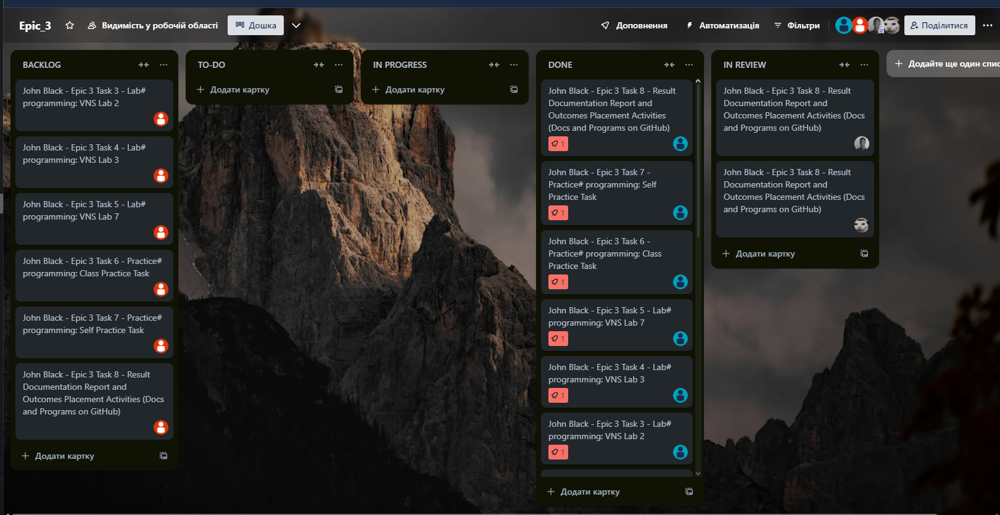 Epic_3
Видимість у робочій області
Дошка
Доповнення
Автоматизація
Фільтри
Поділитися
BACKLOG
John Black - Epic 3 Task 3 - Lab#
programming: VNS Lab 2
John Black - Epic 3 Task 4 - Lab#
programming: VNS Lab 3
John Black - Epic 3 Task 5 - Lab#
programming: VNS Lab 7
John Black - Epic 3 Task 6 - Practice#
programming: Class Practice Task
John Black - Epic 3 Task 7 - Practice#
programming: Self Practice Task
John Black - Epic 3 Task 8 - Result
Documentation Report and
Outcomes Placement Activities (Docs
and Programs on GitHub)
Додати картку
TO-DO
Додати картку
IN PROGRESS
Додати картку
DONE
John Black - Epic 3 Task 8 - Result
Documentation Report and
Outcomes Placement Activities
(Docs and Programs on GitHub)
1
John Black - Epic 3 Task 7 -
Practice# programming: Self
Practice Task
1
John Black - Epic 3 Task 6 -
Practice# programming: Class
Practice Task
1
John Black - Epic 3 Task 5 - Lab#
programming: VNS Lab 7
1
John Black - Epic 3 Task 4 - Lab#
programming: VNS Lab 3
1
John Black - Epic 3 Task 3 - Lab#
programming: VNS Lab 2
1
Додати картку
IN REVIEW
John Black - Epic 3 Task 8 - Result
Documentation Report and
Outcomes Placement Activities (Docs
and Programs on GitHub)
John Black - Epic 3 Task 8 - Result
Documentation Report and
Outcomes Placement Activities (Docs
and Programs on GitHub)
Додати картку
Додайте ще один спис